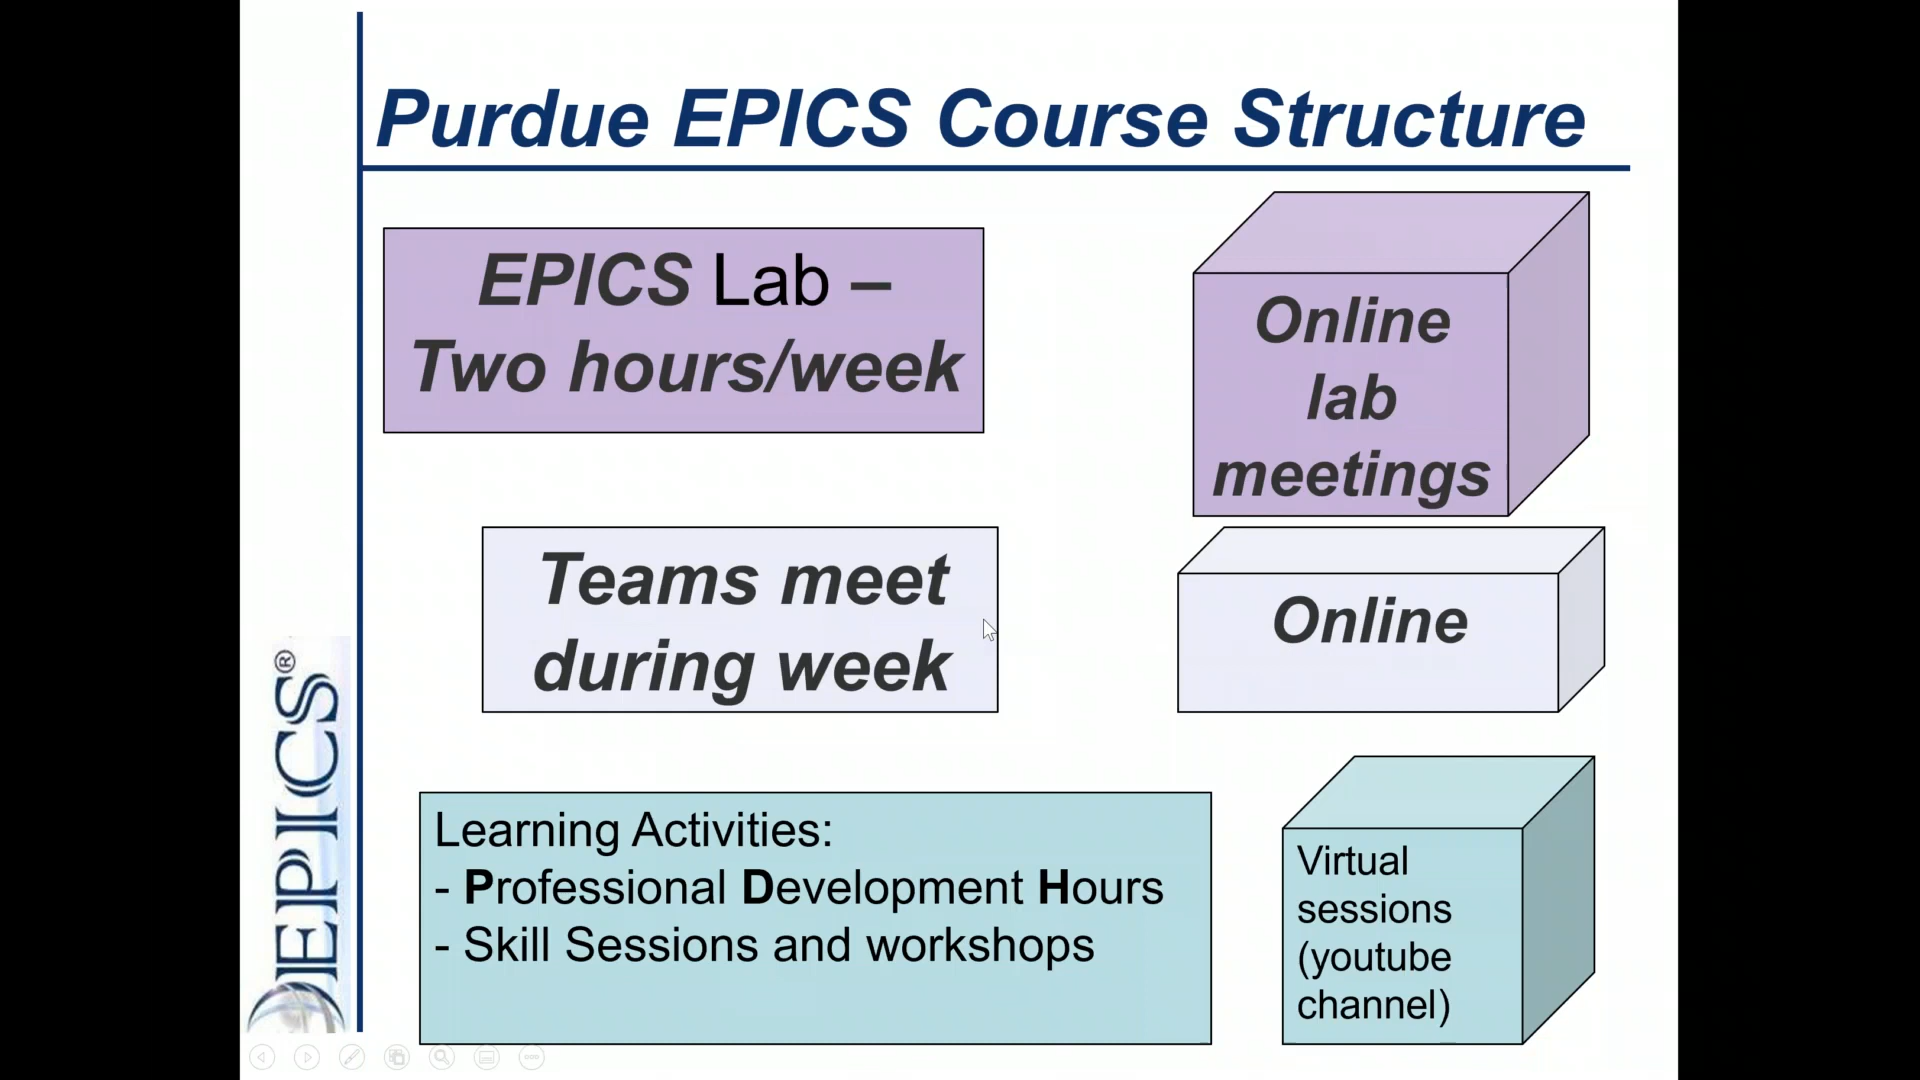 Purdue EPICS Course Structure
EPICS Lab –
Two hours/week
Online
lab
meetings
Teams meet
during week
Online
Learning Activities:
- Professional Development Hours
- Skill Sessions and workshops
Virtual
sessions
(youtube
channel)
EPICS®